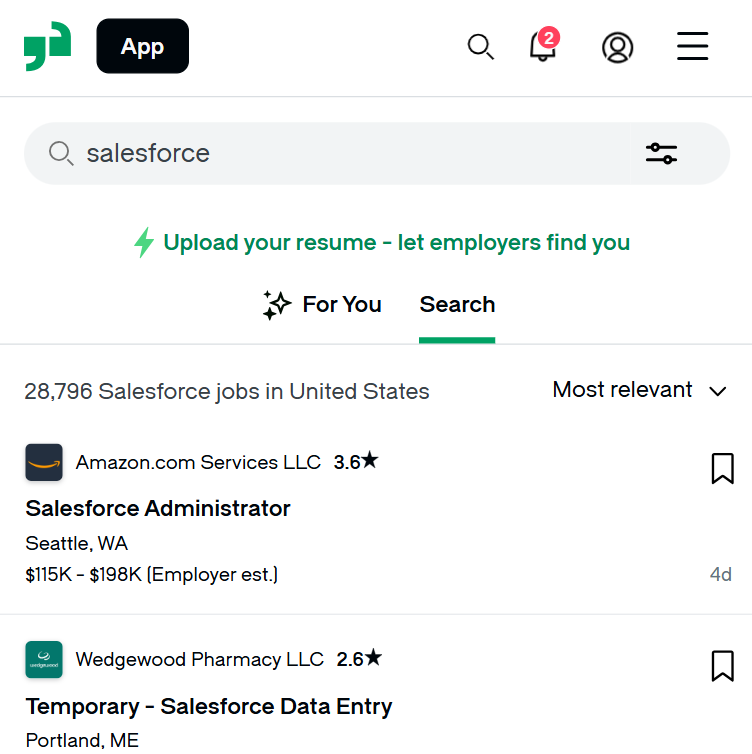 App
2
salesforce
Upload your resume - let employers find you
For You
Search
28,796 Salesforce jobs in United States
Most relevant
Amazon.com Services LLC 3.6★
Salesforce Administrator
Seattle, WA
$115K - $198K (Employer est.)
4d
wedgewood
Wedgewood Pharmacy LLC 2.6★
Temporary - Salesforce Data Entry
Portland, ME